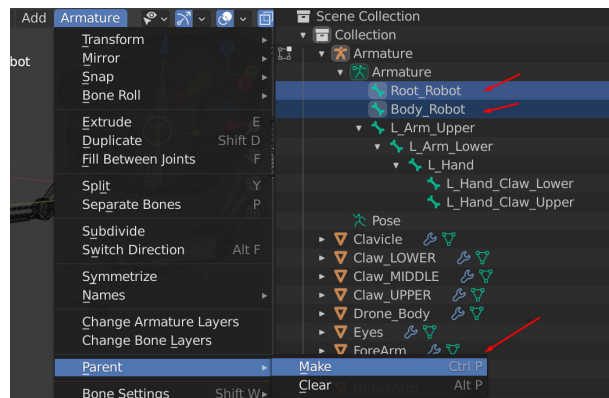 Add Armature
bot
Transform
Mirror
Snap
Bone Roll
Extrude E
Duplicate Shift D
Fill Between Joints F
Split Y
Separate Bones P
Subdivide
Switch Direction Alt F
Symmetrize
Names
Change Armature Layers
Change Bone Layers
Parent
Bone Settings Shift W
Make Ctrl P
Clear Alt P
Scene Collection
Collection
Armature
Armature
Root_Robot
Body_Robot
L_Arm_Upper
L_Arm_Lower
L_Hand
L_Hand_Claw_Lower
L_Hand_Claw_Upper
Pose
Clavicle
Claw_LOWER
Claw_MIDDLE
Claw_UPPER
Drone_Body
Eyes
ForeArm
UpperArm